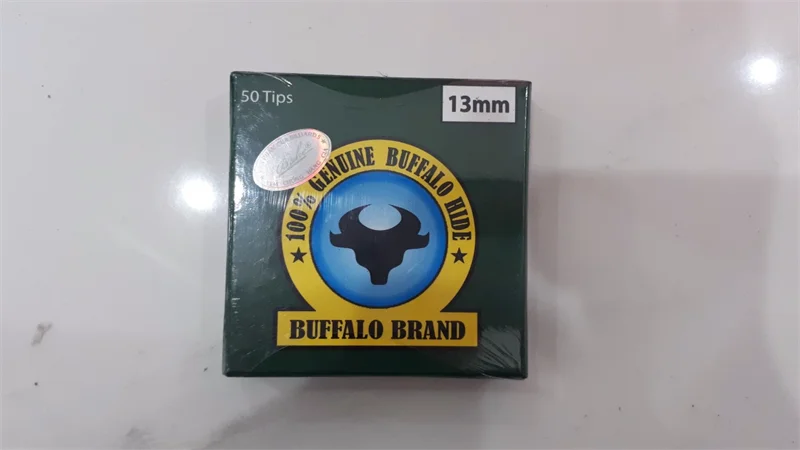 50 Tips
13mm
100% GENUINE BUFFALO HIDE
BUFFALO BRAND